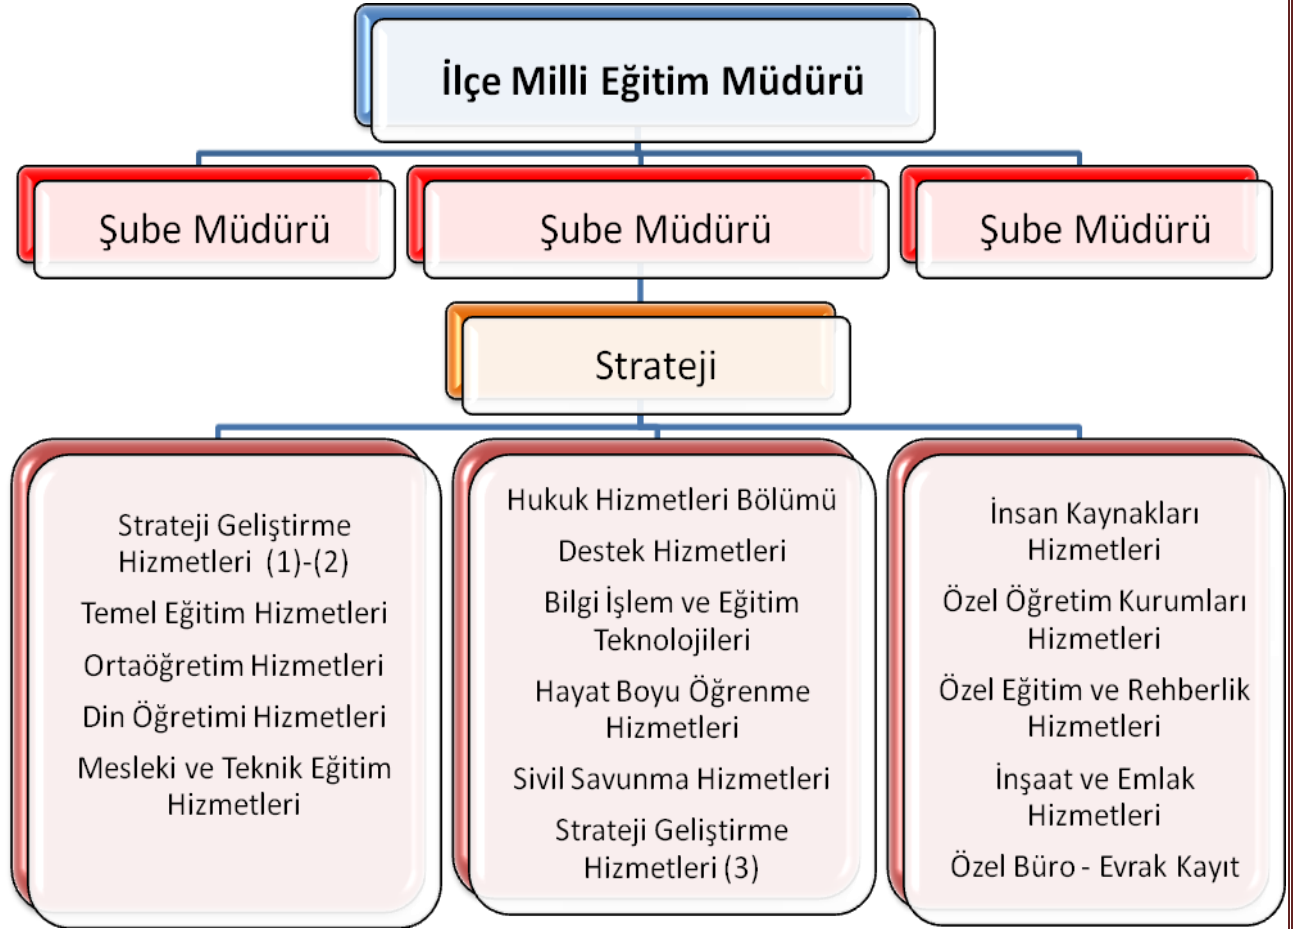 İlçe Milli Eğitim Müdürü
Şube Müdürü
Şube Müdürü
Şube Müdürü
Strateji
Strateji Geliştirme
Hizmetleri (1)-(2)
Temel Eğitim Hizmetleri
Ortaöğretim Hizmetleri
Din Öğretimi Hizmetleri
Mesleki ve Teknik Eğitim
Hizmetleri
Hukuk Hizmetleri Bölümü
Destek Hizmetleri
Bilgi İşlem ve Eğitim
Teknolojileri
Hayat Boyu Öğrenme
Hizmetleri
Sivil Savunma Hizmetleri
Strateji Geliştirme
Hizmetleri (3)
İnsan Kaynakları
Hizmetleri
Özel Öğretim Kurumları
Hizmetleri
Özel Eğitim ve Rehberlik
Hizmetleri
İnşaat ve Emlak
Hizmetleri
Özel Büro - Evrak Kayıt